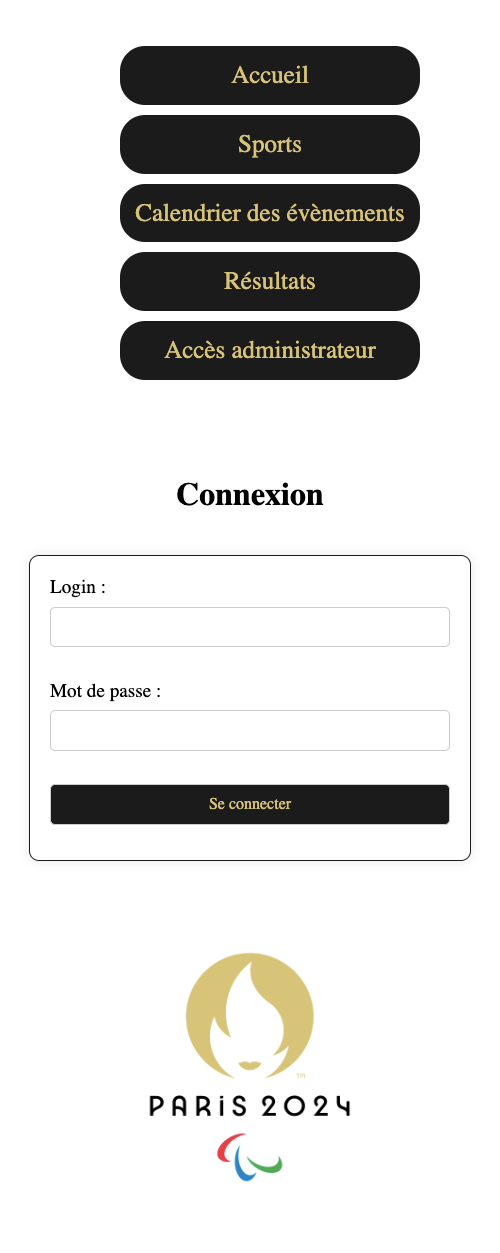 Accueil
Sports
Calendrier des évènements
Résultats
Accès administrateur
Connexion
Login :
Mot de passe :
Se connecter
TM
PARiS 2024